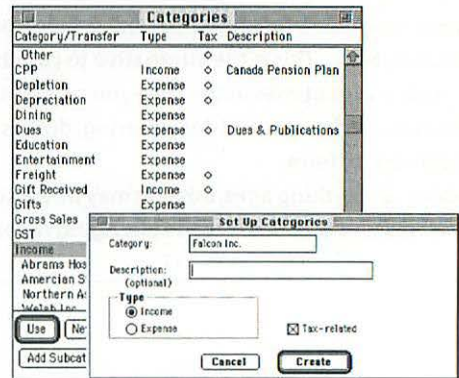 Categories
Category/Transfer Type Tax Description
Other ◇
CPP Income ◇ Canada Pension Plan
Depletion Expense ◇
Depreciation Expense ◇
Dining Expense
Dues Expense ◇ Dues & Publications
Education Expense
Entertainment Expense
Freight Expense ◇
Gift Received Income ◇
Gifts Expense
Gross Sales
GST
Income
Abrams Hos
Amercian S
Northern A
Use Ne
Add Subcat
Set Up Categories
Category: Falcon Inc.
Description:
(optional)
Type
Income
Expense
Tax-related
Cancel Create